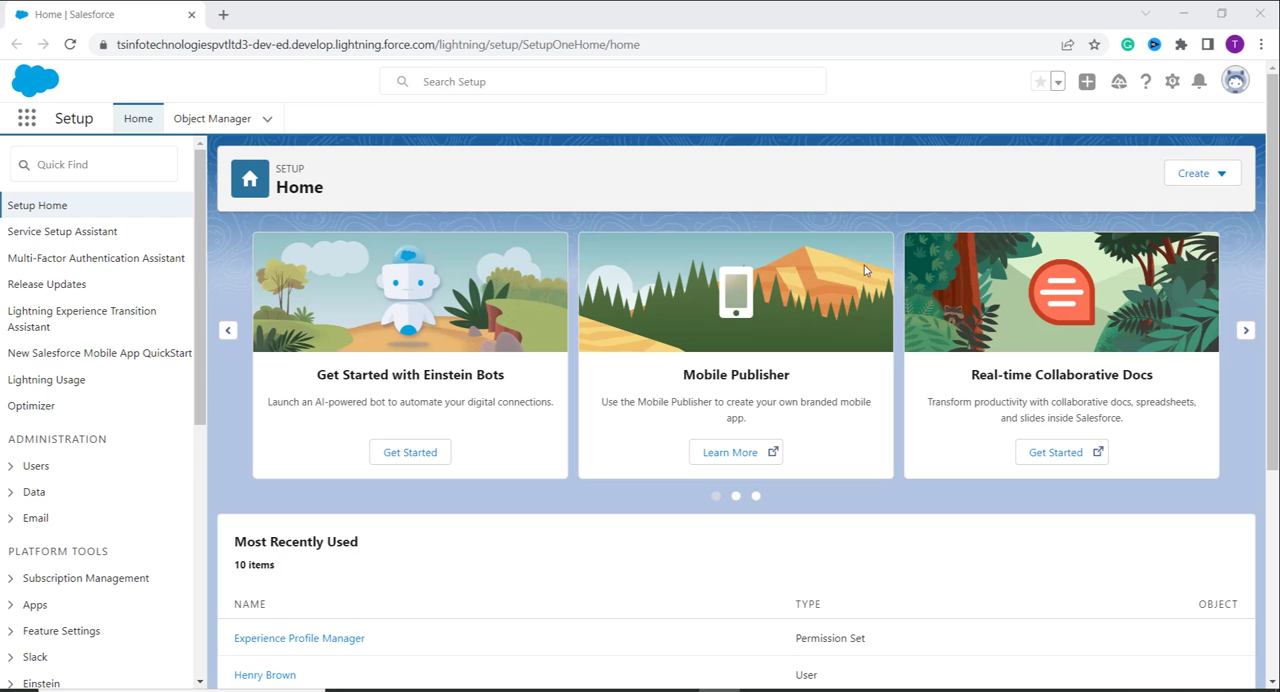 Home | Salesforce
tsinfotechnologiespvtltd3-dev-ed.develop.lightning.force.com/lightning/setup/SetupOneHome/home
T
Search Setup
Setup
Home
Object Manager
Quick Find
Setup Home
Service Setup Assistant
Multi-Factor Authentication Assistant
Release Updates
Lightning Experience Transition
Assistant
New Salesforce Mobile App QuickStart
Lightning Usage
Optimizer
ADMINISTRATION
Users
Data
Email
PLATFORM TOOLS
Subscription Management
Apps
Feature Settings
Slack
Einstein
SETUP
Home
Create
Get Started with Einstein Bots
Launch an AI-powered bot to automate your digital connections.
Get Started
Mobile Publisher
Use the Mobile Publisher to create your own branded mobile
app.
Learn More
Real-time Collaborative Docs
Transform productivity with collaborative docs, spreadsheets,
and slides inside Salesforce.
Get Started
Most Recently Used
10 items
NAME TYPE OBJECT
Experience Profile Manager Permission Set
Henry Brown User